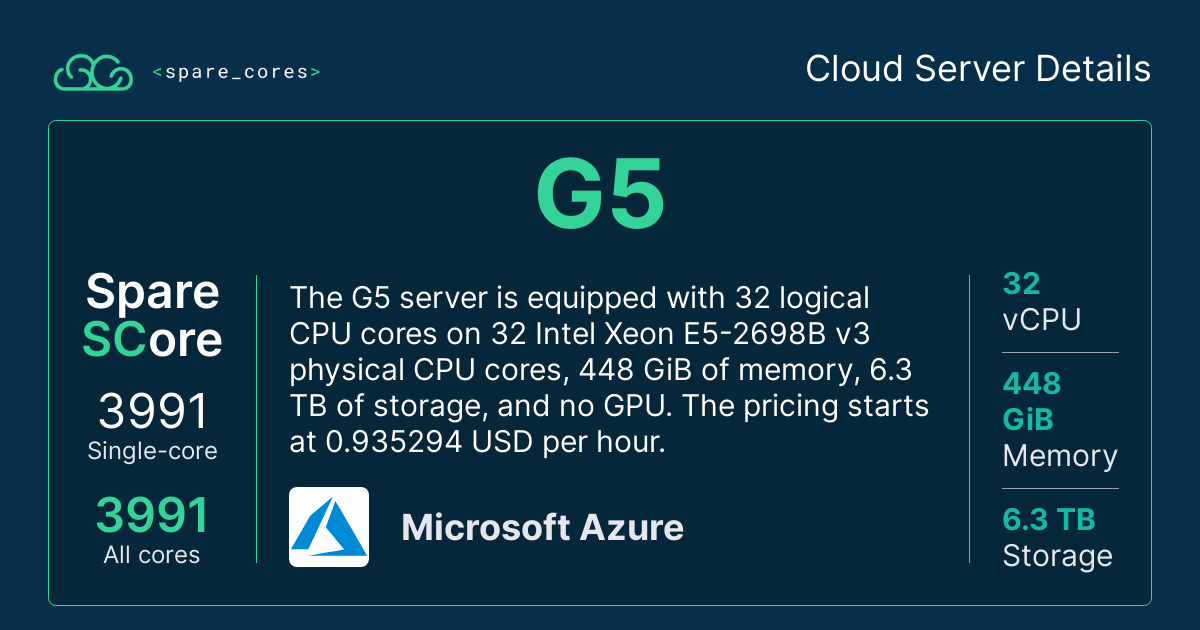 <spare_cores>
Cloud Server Details
G5
Spare
SCore
3991
Single-core
3991
All cores
The G5 server is equipped with 32 logical
CPU cores on 32 Intel Xeon E5-2698B v3
physical CPU cores, 448 GiB of memory, 6.3
TB of storage, and no GPU. The pricing starts
at 0.935294 USD per hour.
Microsoft Azure
32
vCPU
448
GiB
Memory
6.3 TB
Storage